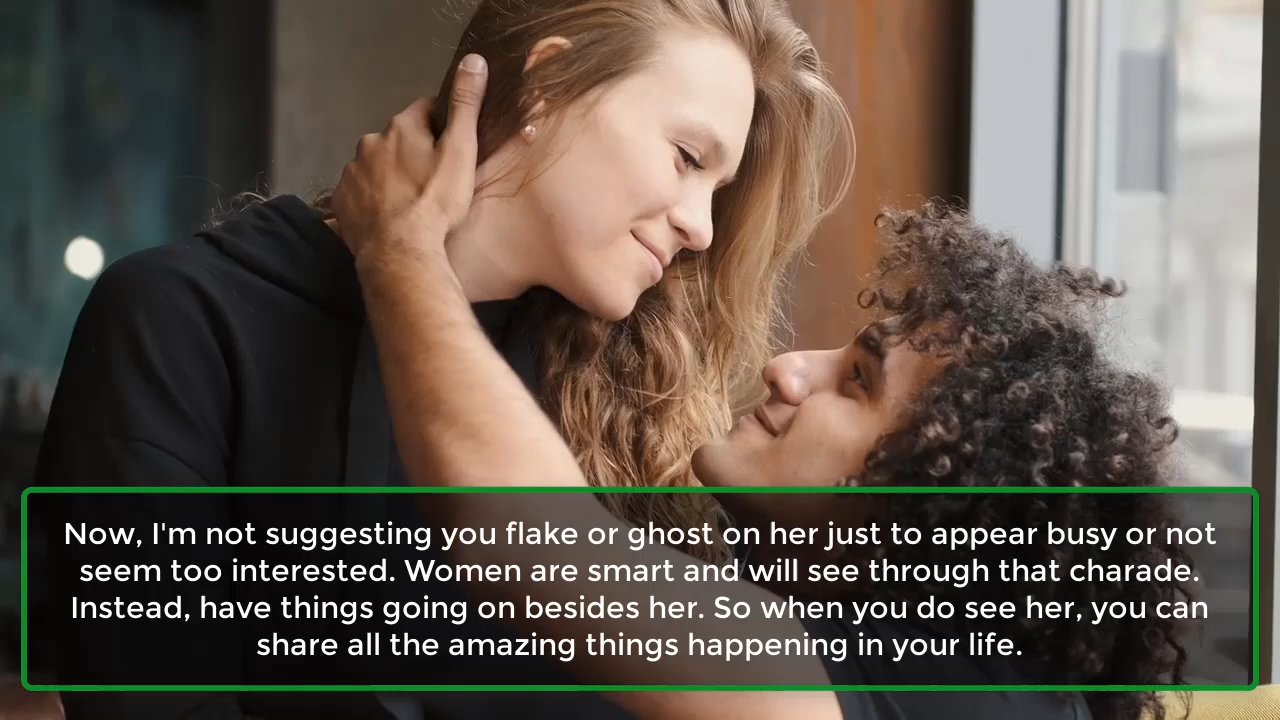 Now, I'm not suggesting you flake or ghost on her just to appear busy or not
seem too interested. Women are smart and will see through that charade.
Instead, have things going on besides her. So when you do see her, you can
share all the amazing things happening in your life.